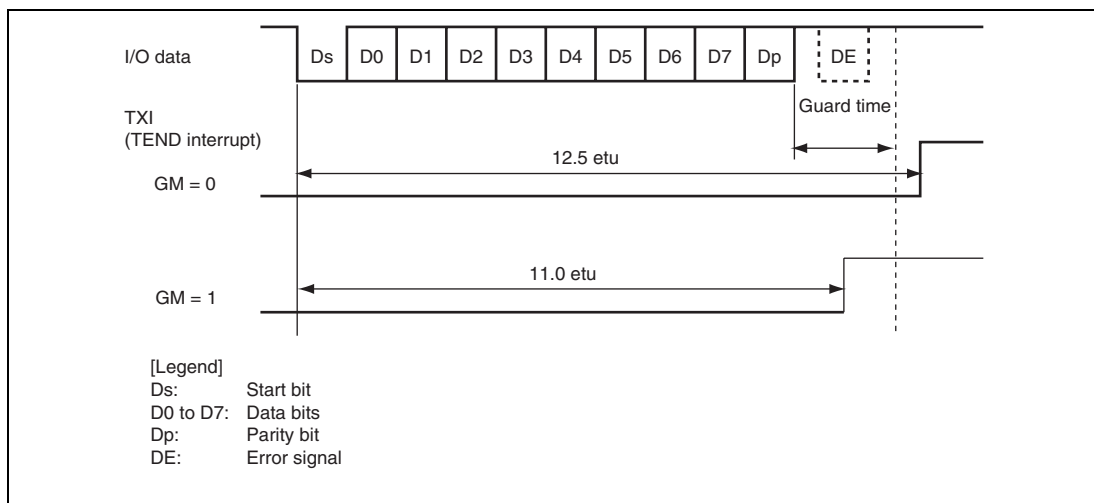 I/O data
Ds D0 D1 D2 D3 D4 D5 D6 D7 Dp DE
Guard time
TXI
(TEND interrupt)
12.5 etu
GM = 0
11.0 etu
GM = 1
[Legend]
Ds: Start bit
D0 to D7: Data bits
Dp: Parity bit
DE: Error signal